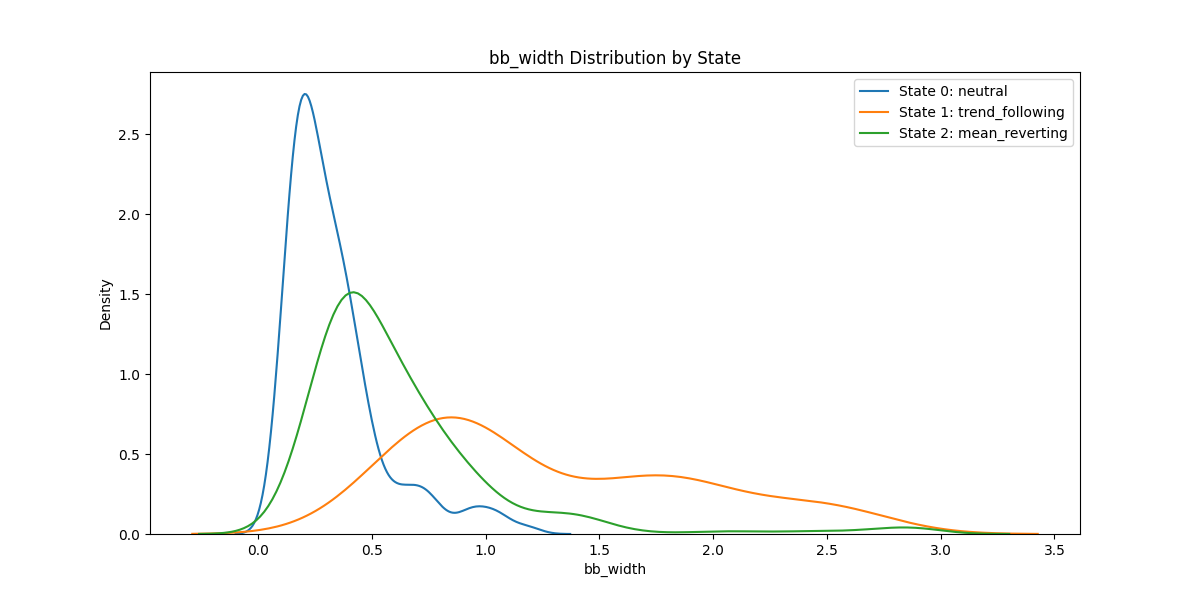 bb_width Distribution by State
State 0: neutral
State 1: trend_following
State 2: mean_reverting
Density
2.5
2.0
1.5
1.0
0.5
0.0
0.0 0.5 1.0 1.5 2.0 2.5 3.0 3.5
bb_width